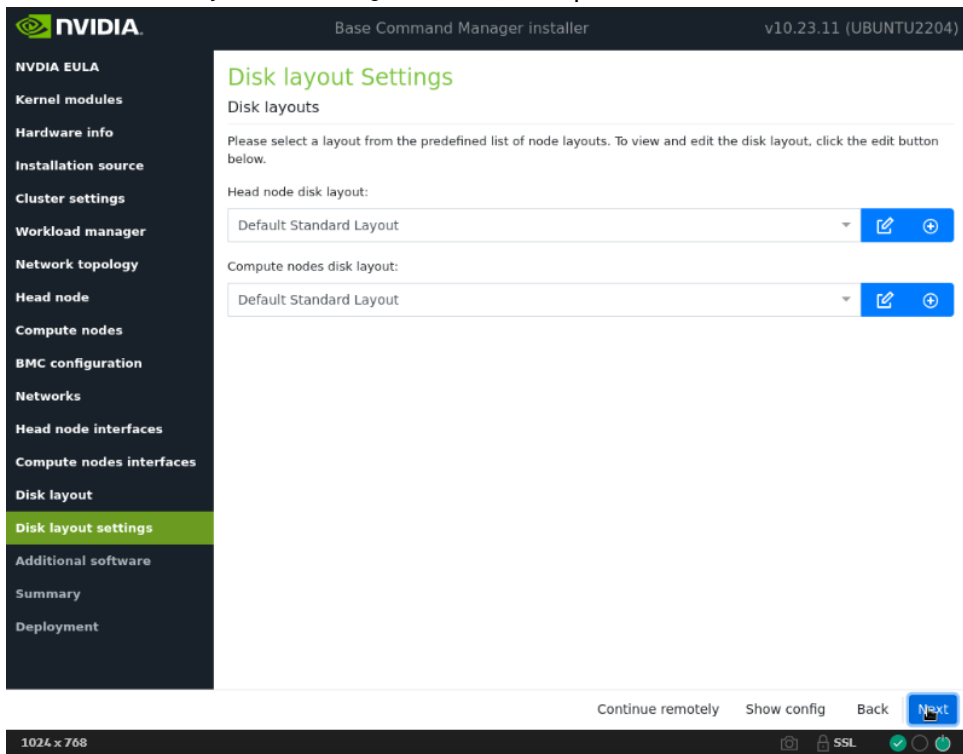 NVIDIA.
Base Command Manager installer
v10.23.11 (UBUNTU2204)
NVDIA EULA
Kernel modules
Hardware info
Installation source
Cluster settings
Workload manager
Network topology
Head node
Compute nodes
BMC configuration
Networks
Head node interfaces
Compute nodes interfaces
Disk layout
Disk layout settings
Additional software
Summary
Deployment
Disk layout Settings
Disk layouts
Please select a layout from the predefined list of node layouts. To view and edit the disk layout, click the edit button
below.
Head node disk layout:
Default Standard Layout
Compute nodes disk layout:
Default Standard Layout
Continue remotely
Show config
Back
Next
1024 x 768
SSL